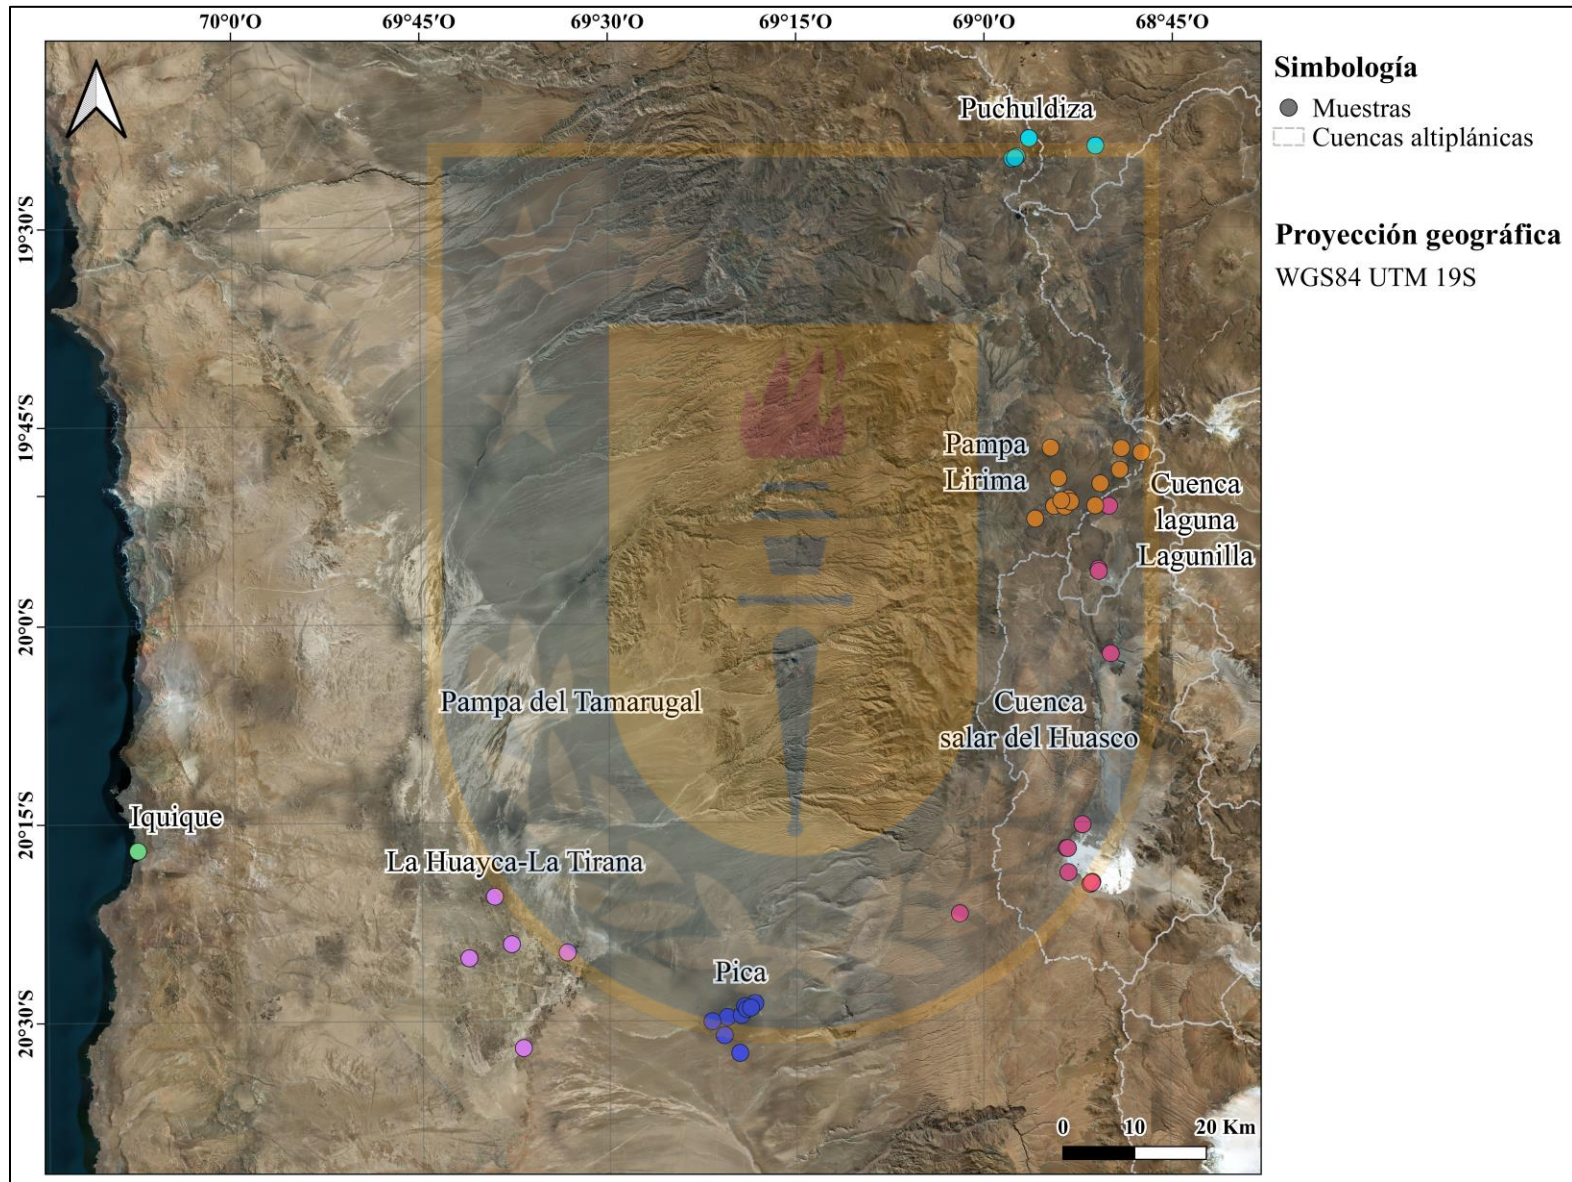 70°0′O 69°45′O 69°30′O 69°15′O 69°0′O 68°45′O
Simbología
Muestras
Cuencas altiplánicas
Proyección geográfica
WGS84 UTM 19S
19°30′S
19°45′S
20°0′S
20°15′S
20°30′S
Puchuldiza
Pampa
Lirima
Cuenca
laguna
Lagunilla
Pampa del Tamarugal
Cuenca
salar del Huasco
Iquique
La Huayca-La Tirana
Pica
0 10 20 Km